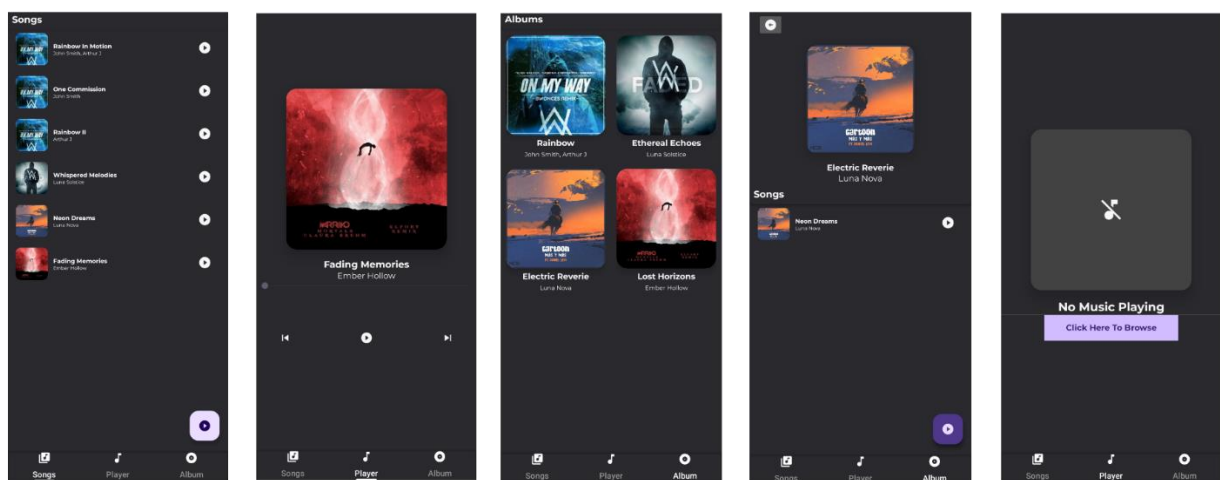 Songs
Rainbow In Motion
John Smith, Arthur J
One Commission
John Smith
Rainbow II
Arthur J
Whispered Melodies
Luna Solstice
Neon Dreams
Luna Nova
Fading Memories
Ember Hollow
Songs
Player
Album
Fading Memories
Ember Hollow
Songs
Player
Album
Albums
ON MY WAY
Rainbow
John Smith, Arthur J
FADED
Ethereal Echoes
Luna Solstice
cartoon
Electric Reverie
Luna Nova
Lost Horizons
Ember Hollow
Songs
Player
Album
cartoon
Electric Reverie
Luna Nova
Songs
Neon Dreams
Luna Nova
Songs
Player
Album
No Music Playing
Click Here To Browse
Songs
Player
Album